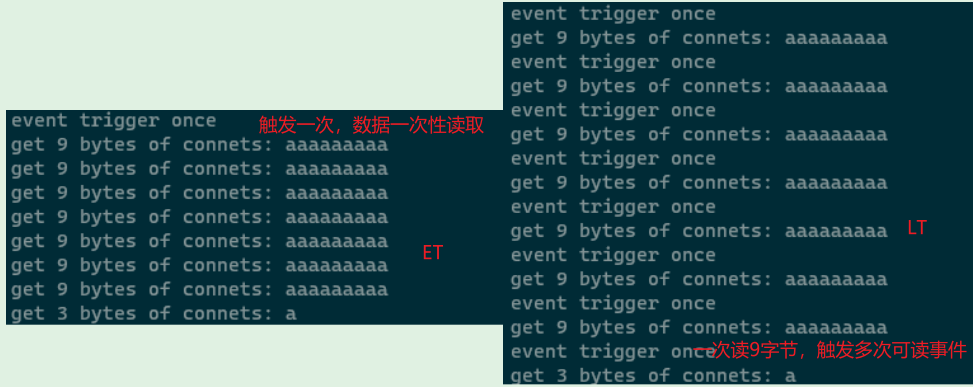 event trigger once 触发一次，数据一次性读取
get 9 bytes of connets: aaaaaaaaa
get 9 bytes of connets: aaaaaaaaa
get 9 bytes of connets: aaaaaaaaa
get 9 bytes of connets: aaaaaaaaa
get 9 bytes of connets: aaaaaaaaa
ET
get 9 bytes of connets: aaaaaaaaa
get 9 bytes of connets: aaaaaaaaa
get 3 bytes of connets: a
event trigger once
get 9 bytes of connets: aaaaaaaaa
event trigger once
get 9 bytes of connets: aaaaaaaaa
event trigger once
get 9 bytes of connets: aaaaaaaaa
event trigger once
get 9 bytes of connets: aaaaaaaaa
event trigger once
get 9 bytes of connets: aaaaaaaaa LT
event trigger once
get 9 bytes of connets: aaaaaaaaa
event trigger once
get 9 bytes of connets: aaaaaaaaa
event trigger once 一次读9字节，触发多次可读事件
get 3 bytes of connets: a